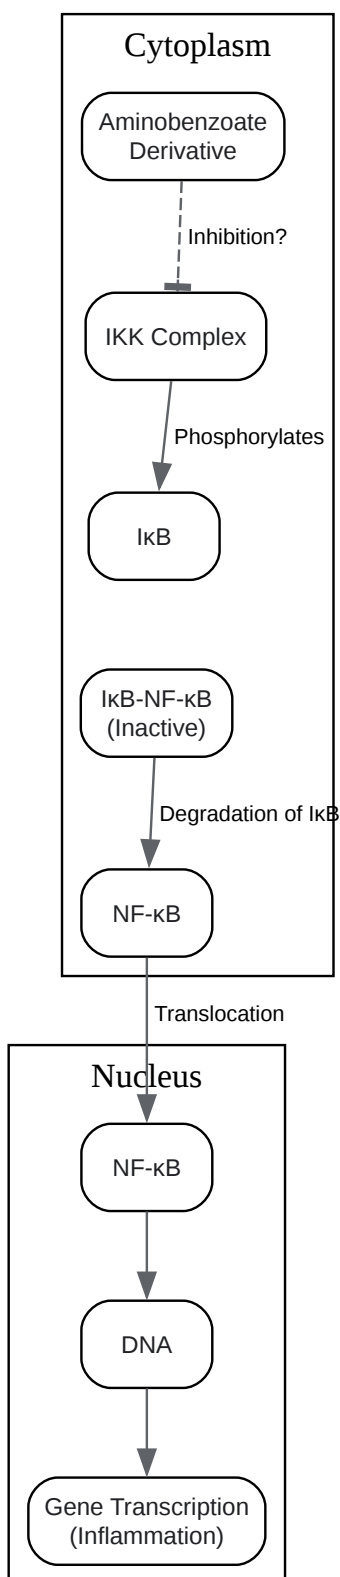 Cytoplasm
Aminobenzoate
Derivative
Inhibition?
IKK Complex
Phosphorylates
IκB
IκB-NF-κB
(Inactive)
Degradation of IκB
NF-κB
Translocation
Nucleus
NF-κB
DNA
Gene Transcription
(Inflammation)